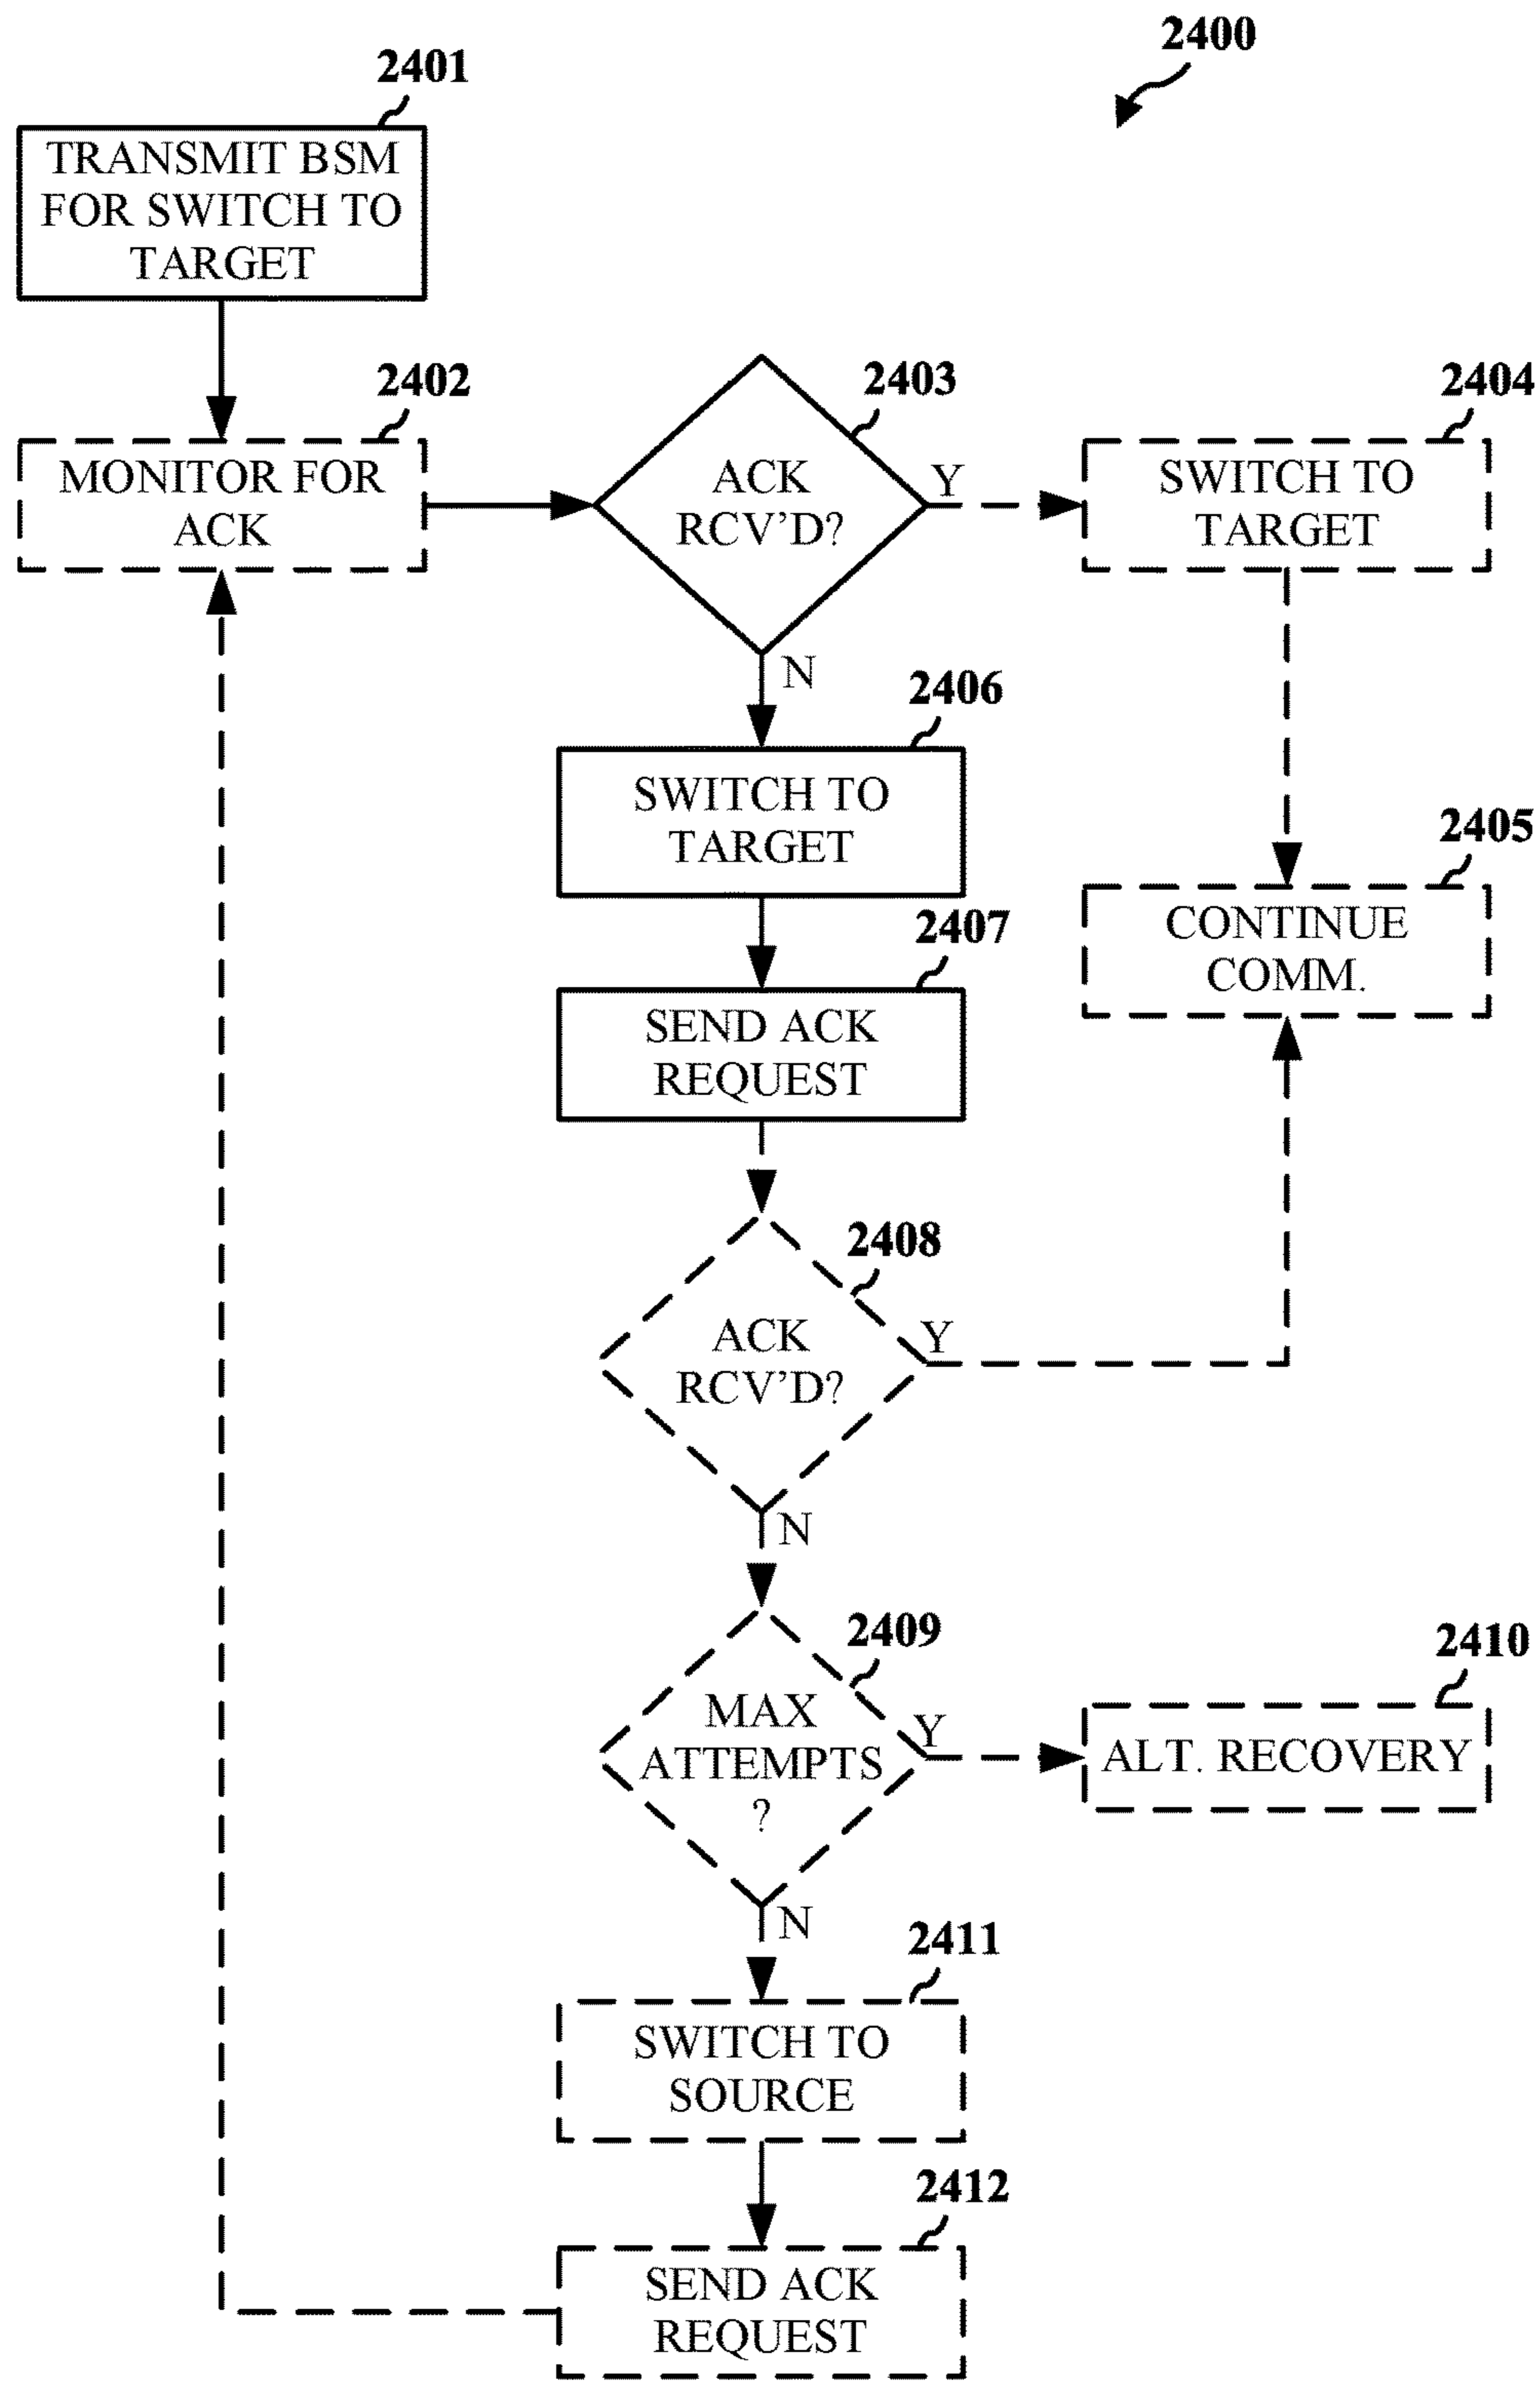 2400
2401
TRANSMIT BSM
FOR SWITCH TO
TARGET
2402
MONITOR FOR
ACK
2403
ACK
RCV'D?
Y
N
2404
SWITCH TO
TARGET
2405
CONTINUE
COMM.
2406
SWITCH TO
TARGET
2407
SEND ACK
REQUEST
2408
ACK
RCV'D?
Y
N
2409
MAX
ATTEMPTS
?
Y
N
2410
ALT. RECOVERY
2411
SWITCH TO
SOURCE
2412
SEND ACK
REQUEST